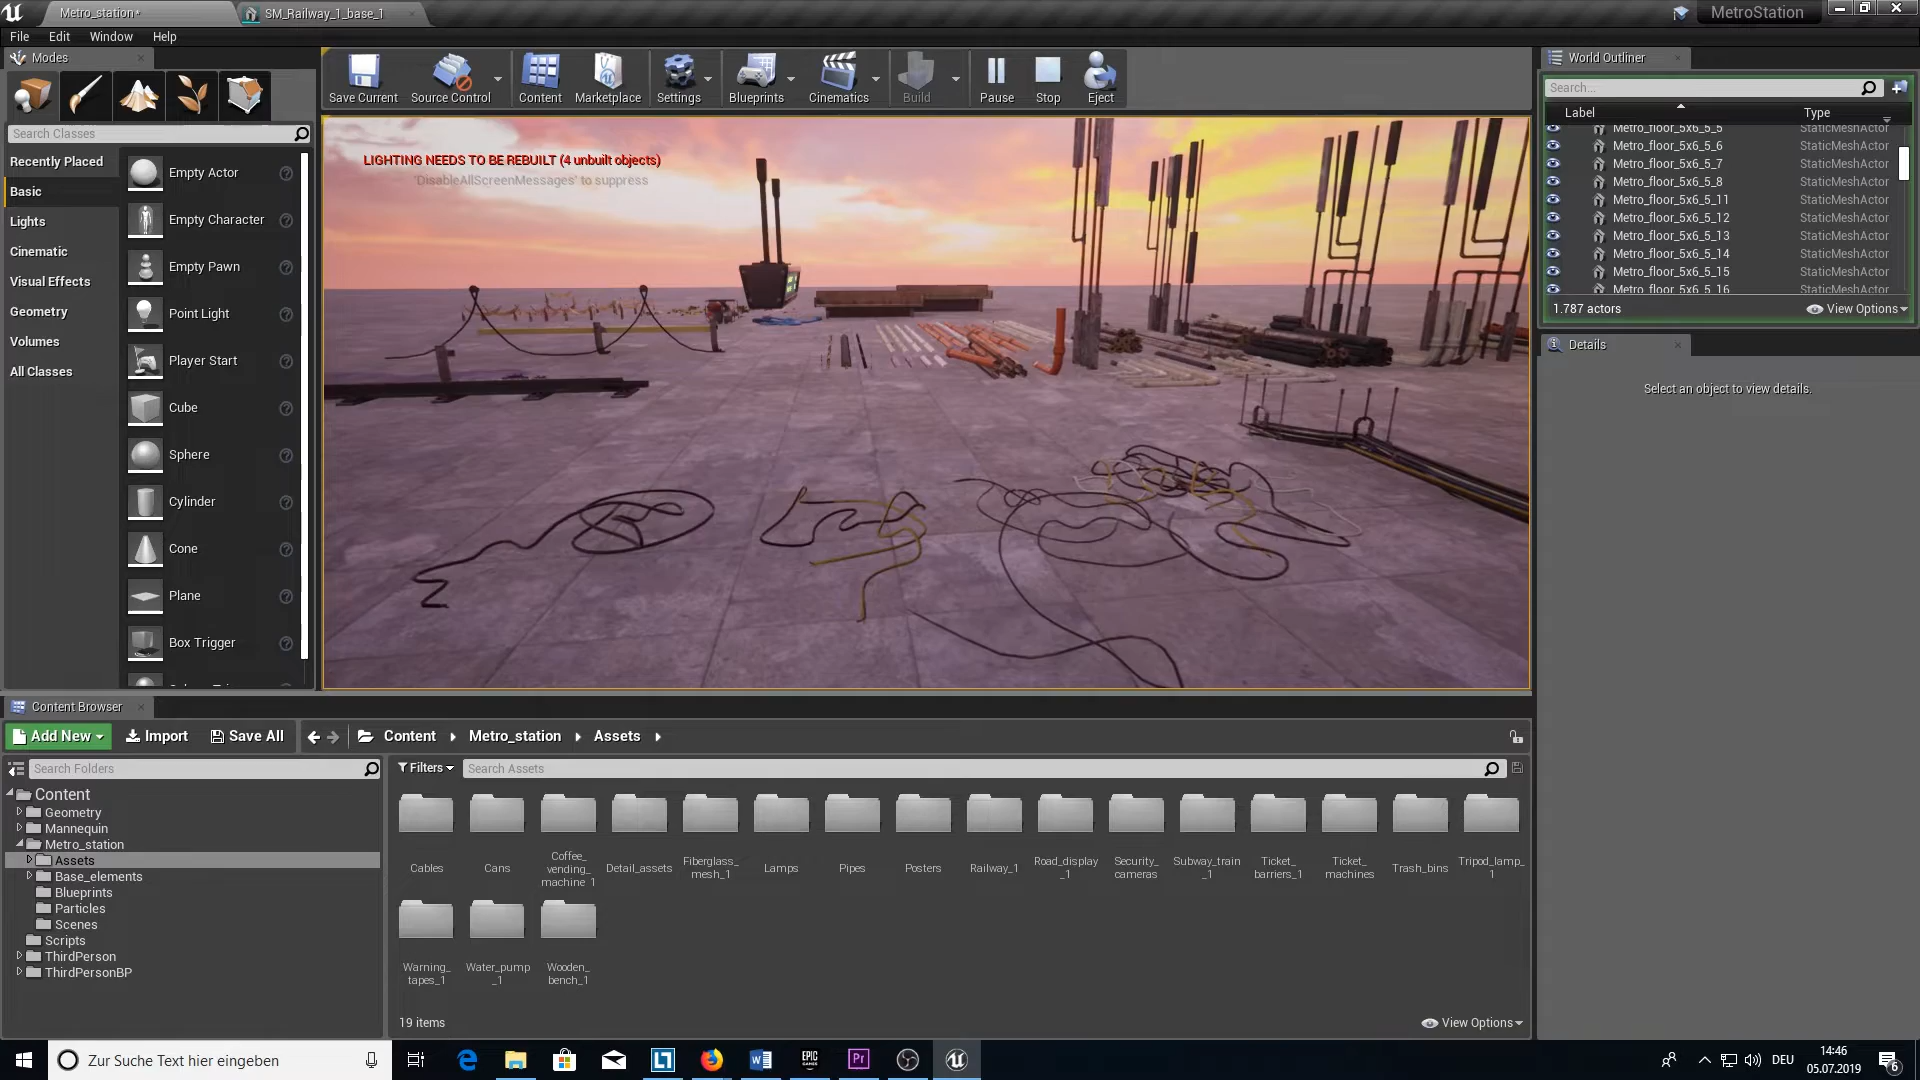 Metro_station*
SM_Railway_1_base_1
MetroStation
File
Edit
Window
Help
Modes
Search Classes
Recently Placed
Basic
Lights
Cinematic
Visual Effects
Geometry
Volumes
All Classes
Empty Actor
Empty Character
Empty Pawn
Point Light
Player Start
Cube
Sphere
Cylinder
Cone
Plane
Box Trigger
Save Current
Source Control
Content
Marketplace
Settings
Blueprints
Cinematics
Build
Pause
Stop
Eject
LIGHTING NEEDS TO BE REBUILT (4 unbuilt objects)
'DisableAllScreenMessages' to suppress
World Outliner
Search...
Label
Type
Metro_floor_5x6_5_5 StaticMeshActor
Metro_floor_5x6_5_6 StaticMeshActor
Metro_floor_5x6_5_7 StaticMeshActor
Metro_floor_5x6_5_8 StaticMeshActor
Metro_floor_5x6_5_11 StaticMeshActor
Metro_floor_5x6_5_12 StaticMeshActor
Metro_floor_5x6_5_13 StaticMeshActor
Metro_floor_5x6_5_14 StaticMeshActor
Metro_floor_5x6_5_15 StaticMeshActor
Metro_floor_5x6_5_16 StaticMeshActor
1.787 actors
View Options
Details
Select an object to view details.
Content Browser
Add New
Import
Save All
Content
Metro_station
Assets
Search Folders
Content
Geometry
Mannequin
Metro_station
Assets
Base_elements
Blueprints
Particles
Scenes
Scripts
ThirdPerson
ThirdPersonBP
Filters
Search Assets
Cables
Cans
Coffee_
vending_
machine_1
Detail_assets
Fiberglass_
mesh_1
Lamps
Pipes
Posters
Railway_1
Road_display
_1
Security_
cameras
Subway_train
_1
Ticket_
barriers_1
Ticket_
machines
Trash_bins
Tripod_lamp_
1
Warning_
tapes_1
Water_pump
_1
Wooden_
bench_1
19 items
View Options
Zur Suche Text hier eingeben
EPIC
GAMES
Pr
DEU
14:46
05.07.2019
6